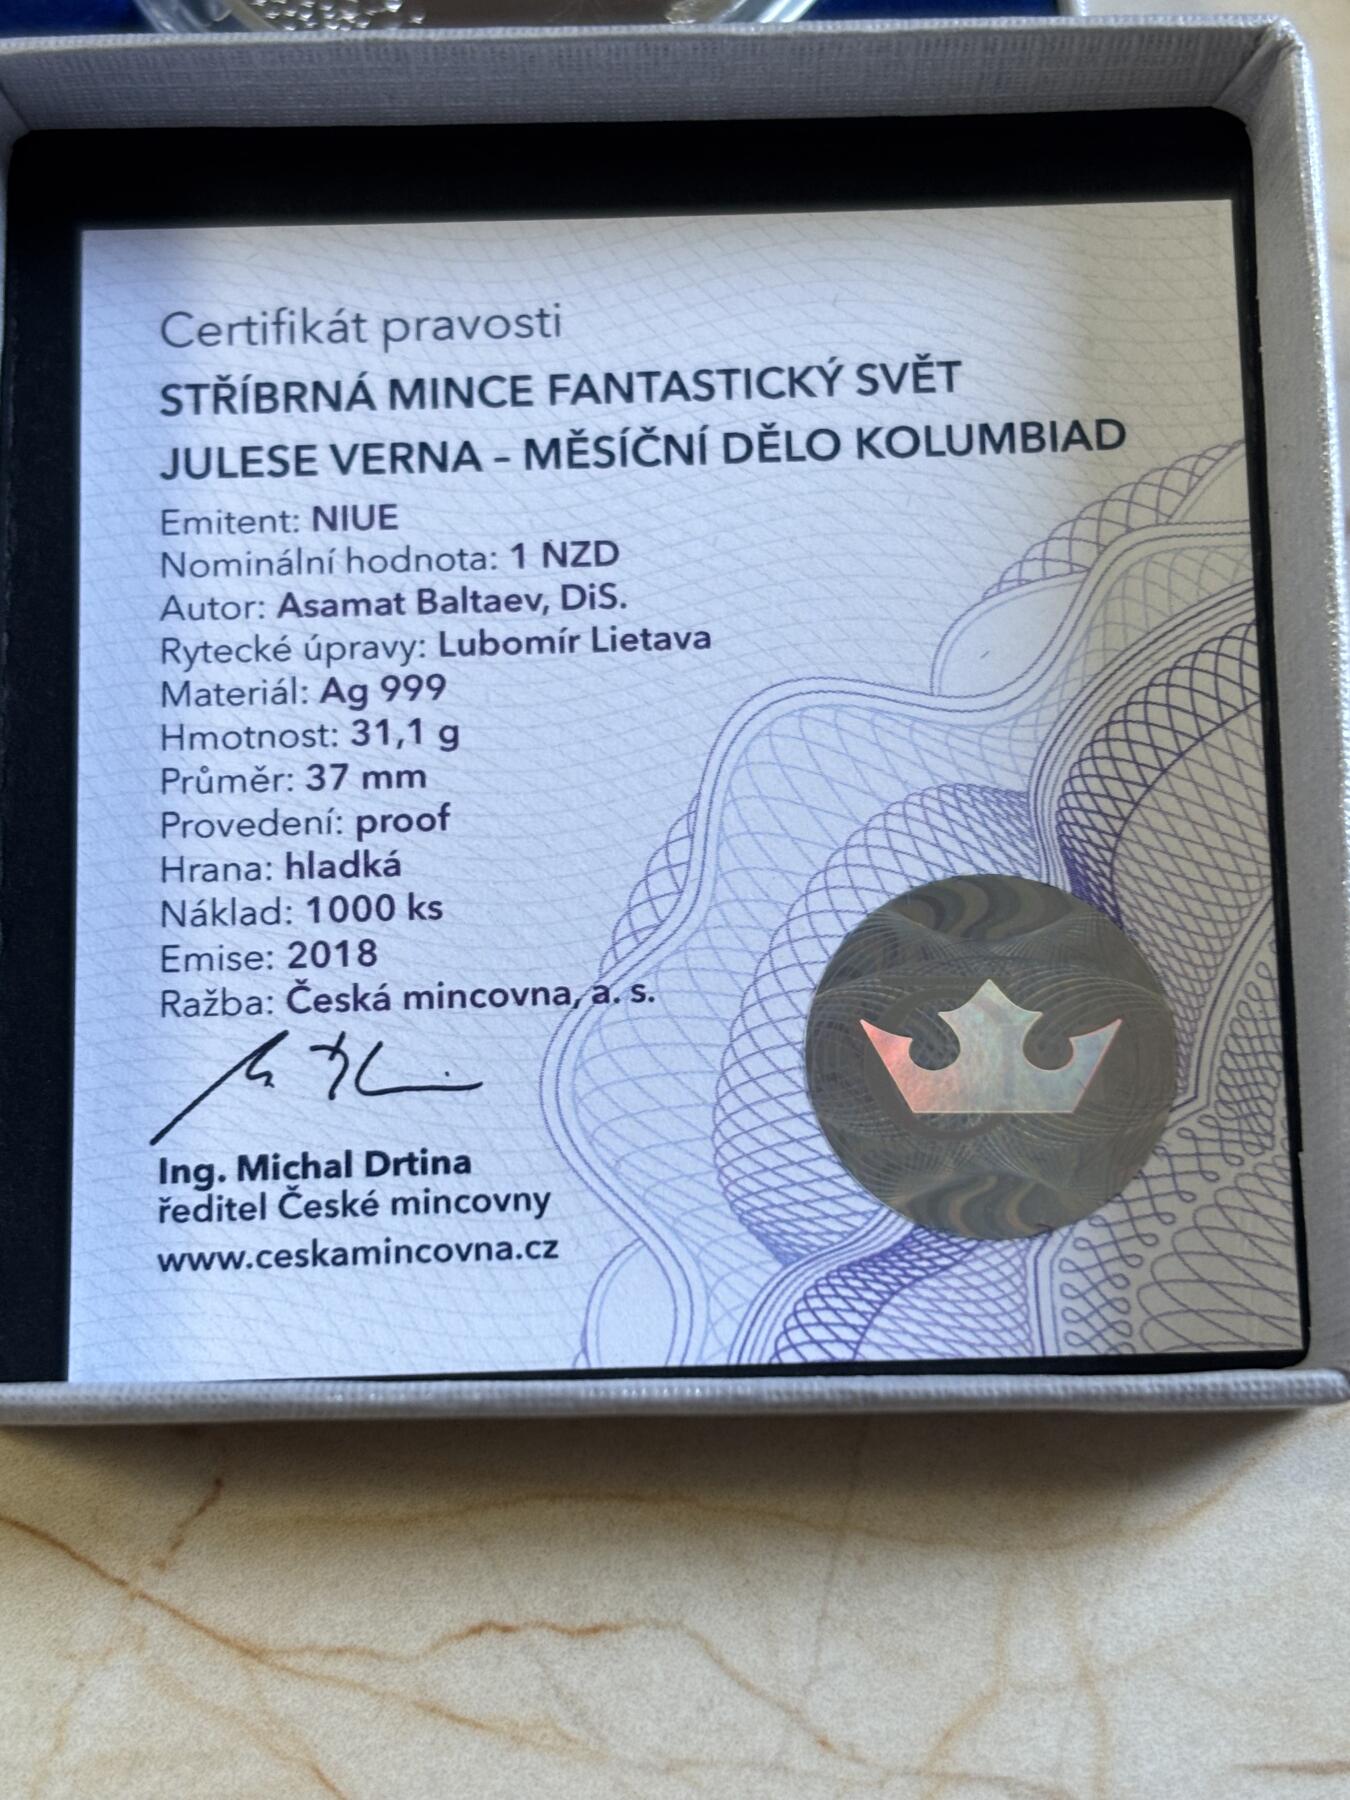 Certifikát pravosti
STŘÍBRNÁ MINCE FANTASTICKÝ SVĚT
JULESE VERNA – MĚSÍČNÍ DĚLO KOLUMBIAD
Emitent: NIUE
Nominální hodnota: 1 NZD
Autor: Asamat Baltaev, DiS.
Rytecké úpravy: Lubomír Lietava
Materiál: Ag 999
Hmotnost: 31,1 g
Průměr: 37 mm
Provedení: proof
Hrana: hladká
Náklad: 1000 ks
Emise: 2018
Ražba: Česká mincovna, a. s.
Ing. Michal Drtina
ředitel České mincovny
www.ceskamincovna.cz